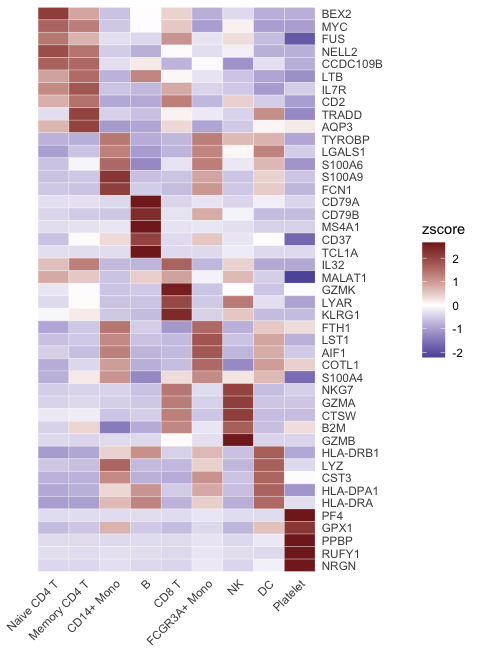 BEX2
MYC
FUS
NELL2
CCDC109B
LTB
IL7R
CD2
TRADD
AQP3
TYROBP
LGALS1
S100A6
S100A9
FCN1
CD79A
CD79B
MS4A1
CD37
TCL1A
IL32
MALAT1
GZMK
LYAR
KLRG1
FTH1
LST1
AIF1
COTL1
S100A4
NKG7
GZMA
CTSW
B2M
GZMB
HLA-DRB1
LYZ
CST3
HLA-DPA1
HLA-DRA
PF4
GPX1
PPBP
RUFY1
NRGN
Naive CD4 T
Memory CD4 T
CD14+ Mono
B
CD8 T
FCGR3A+ Mono
NK
DC
Platelet
zscore
2
1
0
-1
-2